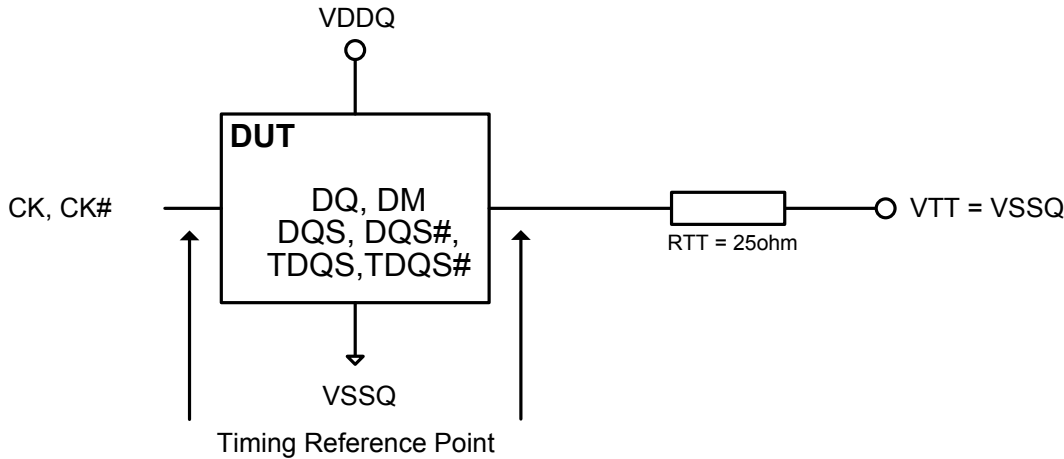 VDDQ
DUT
DQ, DM
DQS, DQS#,
TDQS,TDQS#
CK, CK#
VTT = VSSQ
RTT = 25ohm
VSSQ
Timing Reference Point